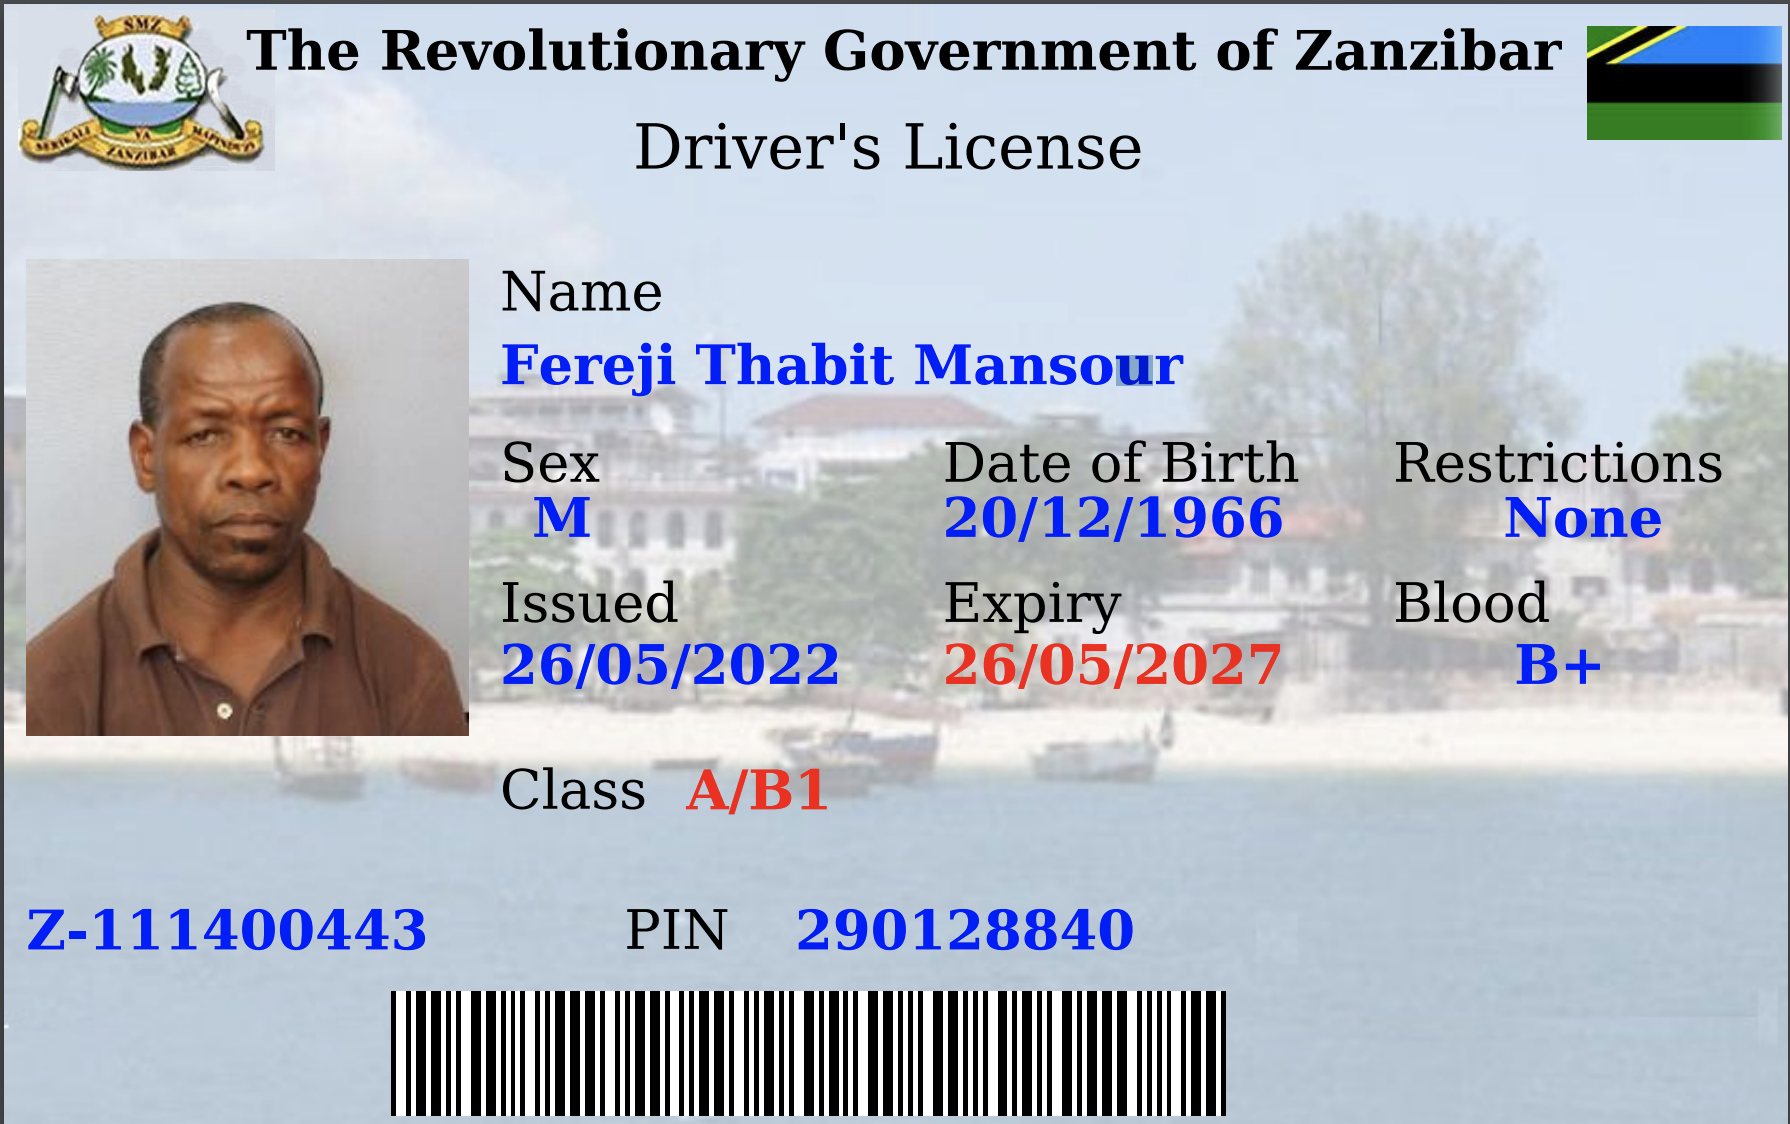 SMZ
SERIKALI YA MAPINDUZI
ZANZIBAR
The Revolutionary Government of Zanzibar
Driver's License
Name
Fereji Thabit Mansour
Sex Date of Birth Restrictions
M 20/12/1966 None
Issued Expiry Blood
26/05/2022 26/05/2027 B+
Class A/B1
Z-111400443 PIN 290128840